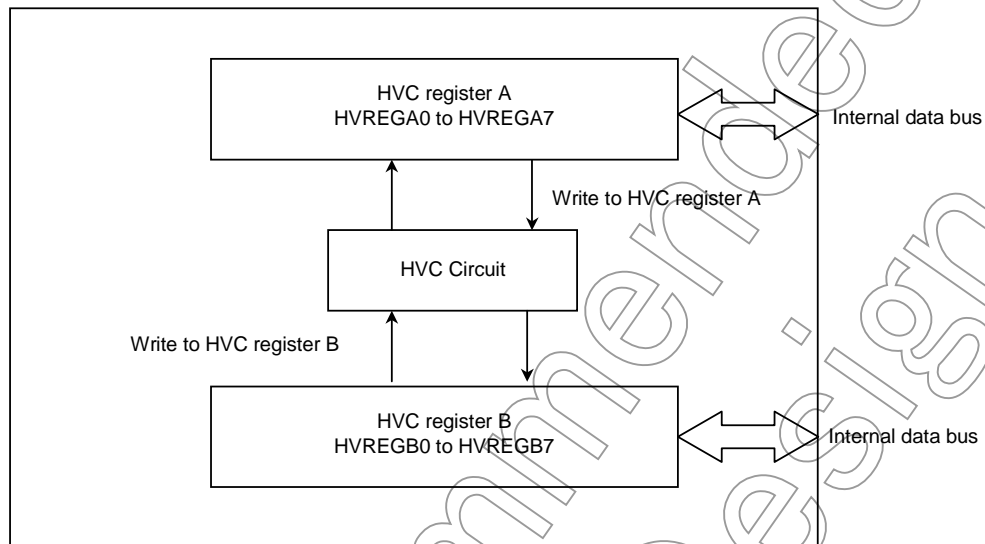 HVC register A
HVREGA0 to HVREGA7
Internal data bus
Write to HVC register A
HVC Circuit
Write to HVC register B
HVC register B
HVREGB0 to HVREGB7
Internal data bus